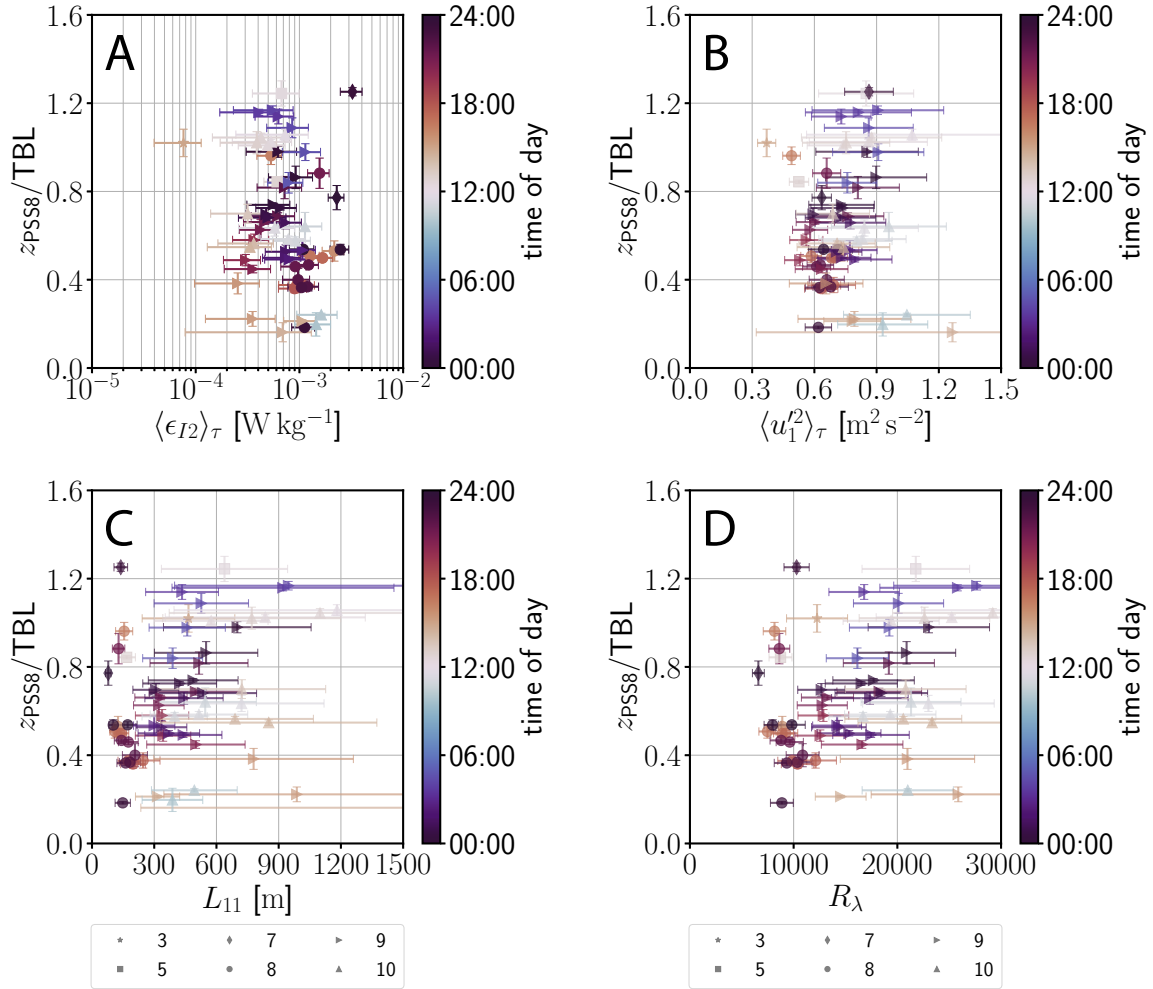 A
1.6
1.2
0.8
0.4
0.0
z_PSS8/TBL
10⁻⁵ 10⁻⁴ 10⁻³ 10⁻²
⟨ϵ_I2⟩_τ [W kg⁻¹]
24:00
18:00
12:00
06:00
00:00
time of day
B
1.6
1.2
0.8
0.4
0.0
z_PSS8/TBL
0.0 0.3 0.6 0.9 1.2 1.5
⟨u₁′²⟩_τ [m² s⁻²]
24:00
18:00
12:00
06:00
00:00
time of day
C
1.6
1.2
0.8
0.4
0.0
z_PSS8/TBL
0 300 600 900 1200 1500
L₁₁ [m]
24:00
18:00
12:00
06:00
00:00
time of day
D
1.6
1.2
0.8
0.4
0.0
z_PSS8/TBL
0 10000 20000 30000
R_λ
24:00
18:00
12:00
06:00
00:00
time of day
3 7 9
5 8 10
3 7 9
5 8 10